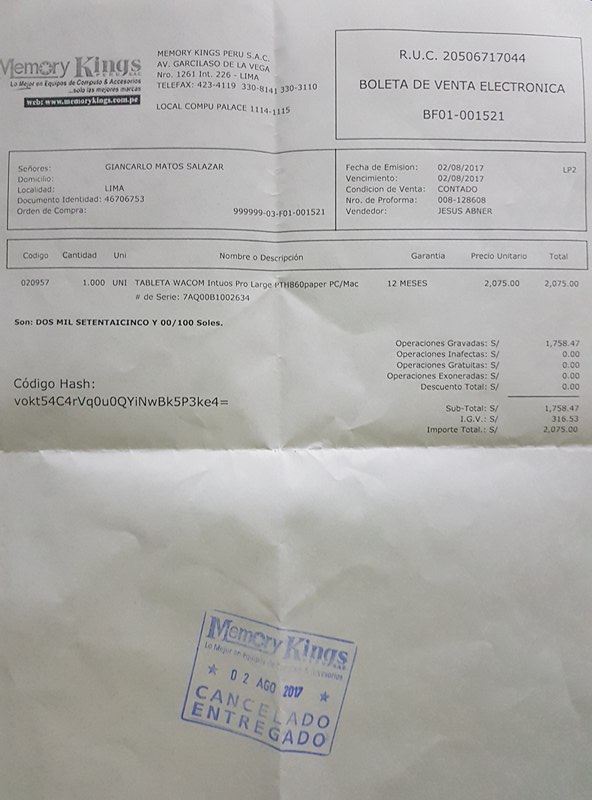 Memory Kings
Lo Mejor en Equipos de Computo & Accesorios
...solo las mejores marcas
web: www.memorykings.com.pe
MEMORY KINGS PERU S.A.C.
AV. GARCILASO DE LA VEGA
Nro. 1261 Int. 226 - LIMA
TELEFAX: 423-4119 330-8141 330-3110
LOCAL COMPU PALACE 1114-1115
R.U.C. 20506717044
BOLETA DE VENTA ELECTRONICA
BF01-001521
Señores: GIANCARLO MATOS SALAZAR
Domicilio:
Localidad: LIMA
Documento Identidad: 46706753
Orden de Compra: 999999-03-F01-001521
Fecha de Emision: 02/08/2017 LP2
Vencimiento: 02/08/2017
Condicion de Venta: CONTADO
Nro. de Proforma: 008-128608
Vendedor: JESUS ABNER
Codigo Cantidad Uni Nombre o Descripción Garantia Precio Unitario Total
020957 1.000 UNI TABLETA WACOM Intuos Pro Large PTH860paper PC/Mac 12 MESES 2,075.00 2,075.00
# de Serie: 7AQ00B1002634
Son: DOS MIL SETENTAICINCO Y 00/100 Soles.
Operaciones Gravadas: S/ 1,758.47
Operaciones Inafectas: S/ 0.00
Operaciones Gratuitas: S/ 0.00
Operaciones Exoneradas: S/ 0.00
Descuento Total: S/ 0.00
Código Hash:
vokt54C4rVq0u0QYiNwBk5P3ke4=
Sub-Total: S/ 1,758.47
I.G.V.: S/ 316.53
Importe Total.: S/ 2,075.00
Memory Kings
Lo Mejor en Equipos de Computo & Accesorios
02 AGO 2017
CANCELADO
ENTREGADO